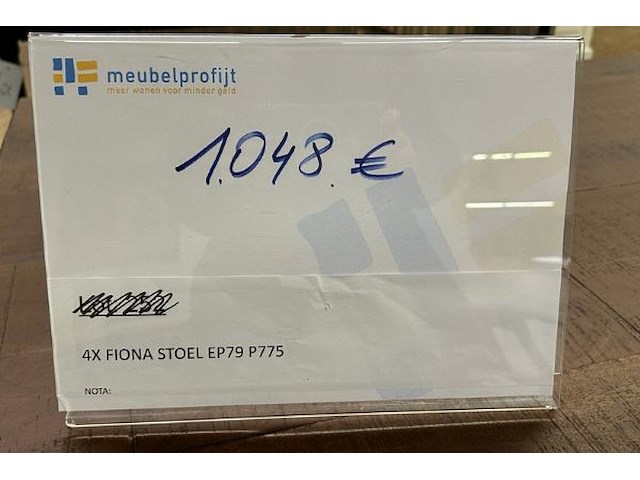 meubelprofijt
meer wonen voor minder geld
1.048 €
4X FIONA STOEL EP79 P775
NOTA: